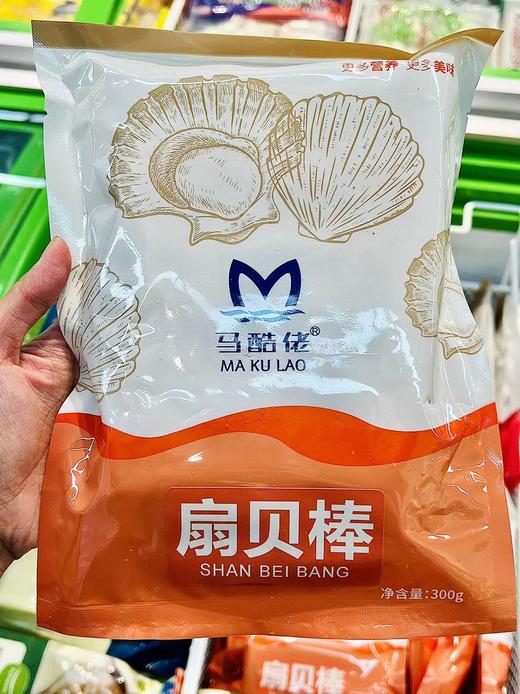 更多营养 更多美味
马酷佬®
MA KU LAO
扇贝棒
SHAN BEI BANG
净含量:300g
扇贝棒